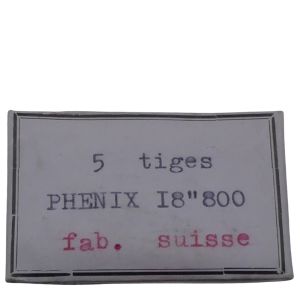 5 tiges
PHENIX I8"800
fab. suisse